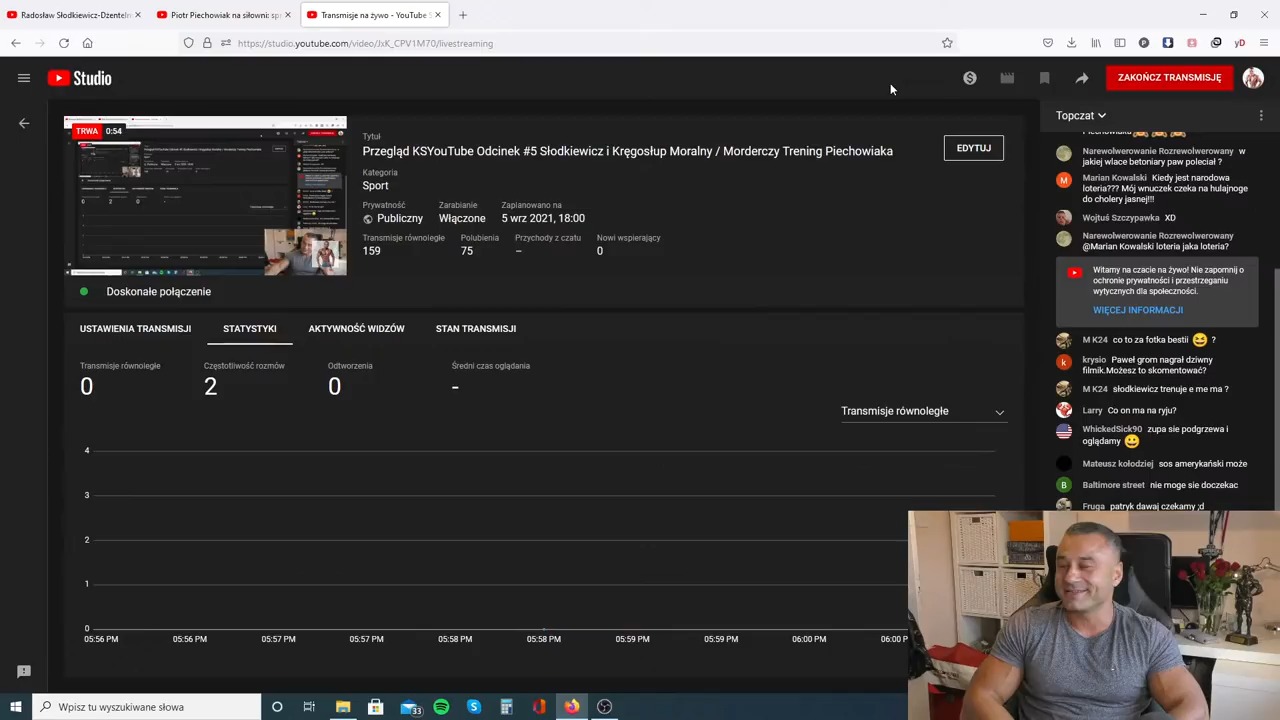 Radosław Słodkiewicz-Dżentelm
Piotr Piechowiak na siłowni: spr
Transmisje na żywo - YouTube S
https://studio.youtube.com/video/JxK_CPV1M70/livestreaming
Studio
ZAKOŃCZ TRANSMISJĘ
TRWA 0:54
Tytuł
Przegląd KSYouTube Odcinek #5 Słodkiewicz i Kręgosłup Moralny / Maszynowy Trening Piechowiaka
EDYTUJ
Kategoria
Sport
Prywatność Zarabianie Zaplanowano na
Publiczny Włączone 5 wrz 2021, 18:00
Transmisje równoległe Polubienia Przychody z czatu Nowi wspierający
159 75 – 0
Doskonałe połączenie
USTAWIENIA TRANSMISJI STATYSTYKI AKTYWNOŚĆ WIDZÓW STAN TRANSMISJI
Transmisje równoległe Częstotliwość rozmów Odtworzenia Średni czas oglądania
0 2 0 -
Transmisje równoległe
4
3
2
1
0
05:56 PM 05:56 PM 05:57 PM 05:57 PM 05:58 PM 05:58 PM 05:59 PM 05:59 PM 06:00 PM 06:00 P
Topczat
Piechowiaka
Narewolwerowanie Rozrewolwerowany w
jakiej wlace betoniary paw poleciał ?
Marian Kowalski Kiedy jest narodowa
loteria??? Mój wnuczek czeka na hulajnoge
do cholery jasnej!!!
Wojtuś Szczypawka XD
Narewolwerowanie Rozrewolwerowany
@Marian Kowalski loteria jaka loteria?
Witamy na czacie na żywo! Nie zapomnij o
ochronie prywatności i przestrzeganiu
wytycznych dla społeczności.
WIĘCEJ INFORMACJI
M K24 co to za fotka bestii ?
krysio Paweł grom nagrał dziwny
filmik.Możesz to skomentować?
M K24 słodkiewicz trenuje e me ma ?
Larry Co on ma na ryju?
WhickedSick90 zupa sie podgrzewa i
oglądamy
Mateusz kołodziej sos amerykański może
Baltimore street nie moge sie doczekac
Fruga patryk dawaj czekamy ;d
Wpisz tu wyszukiwane słowa
33